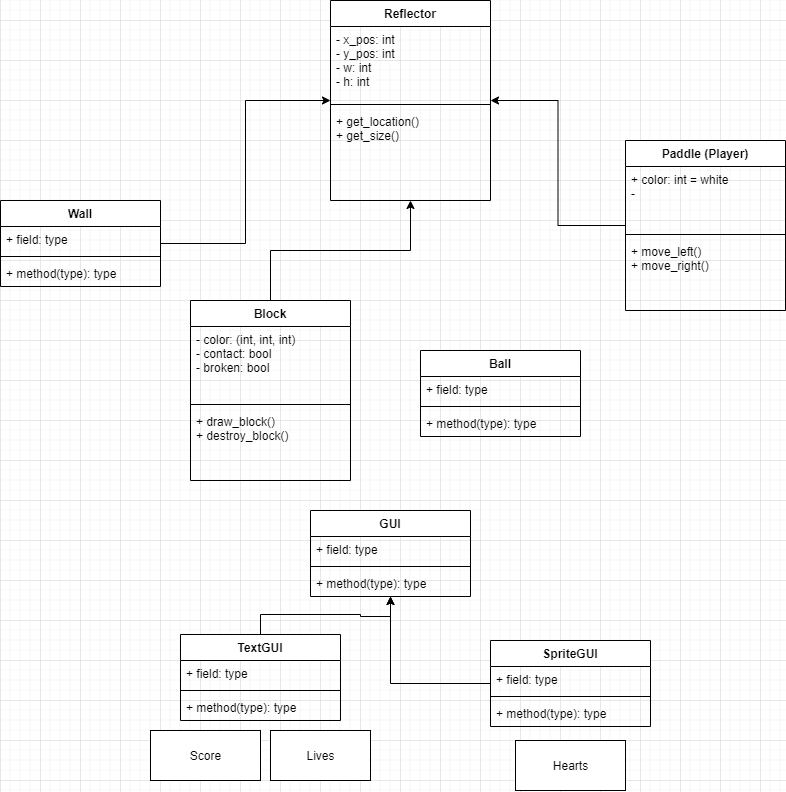 Reflector
- x_pos: int
- y_pos: int
- w: int
- h: int
+ get_location()
+ get_size()
Paddle (Player)
+ color: int = white
-
+ move_left()
+ move_right()
Wall
+ field: type
+ method(type): type
Block
- color: (int, int, int)
- contact: bool
- broken: bool
+ draw_block()
+ destroy_block()
Ball
+ field: type
+ method(type): type
GUI
+ field: type
+ method(type): type
TextGUI
+ field: type
+ method(type): type
SpriteGUI
+ field: type
+ method(type): type
Score
Lives
Hearts